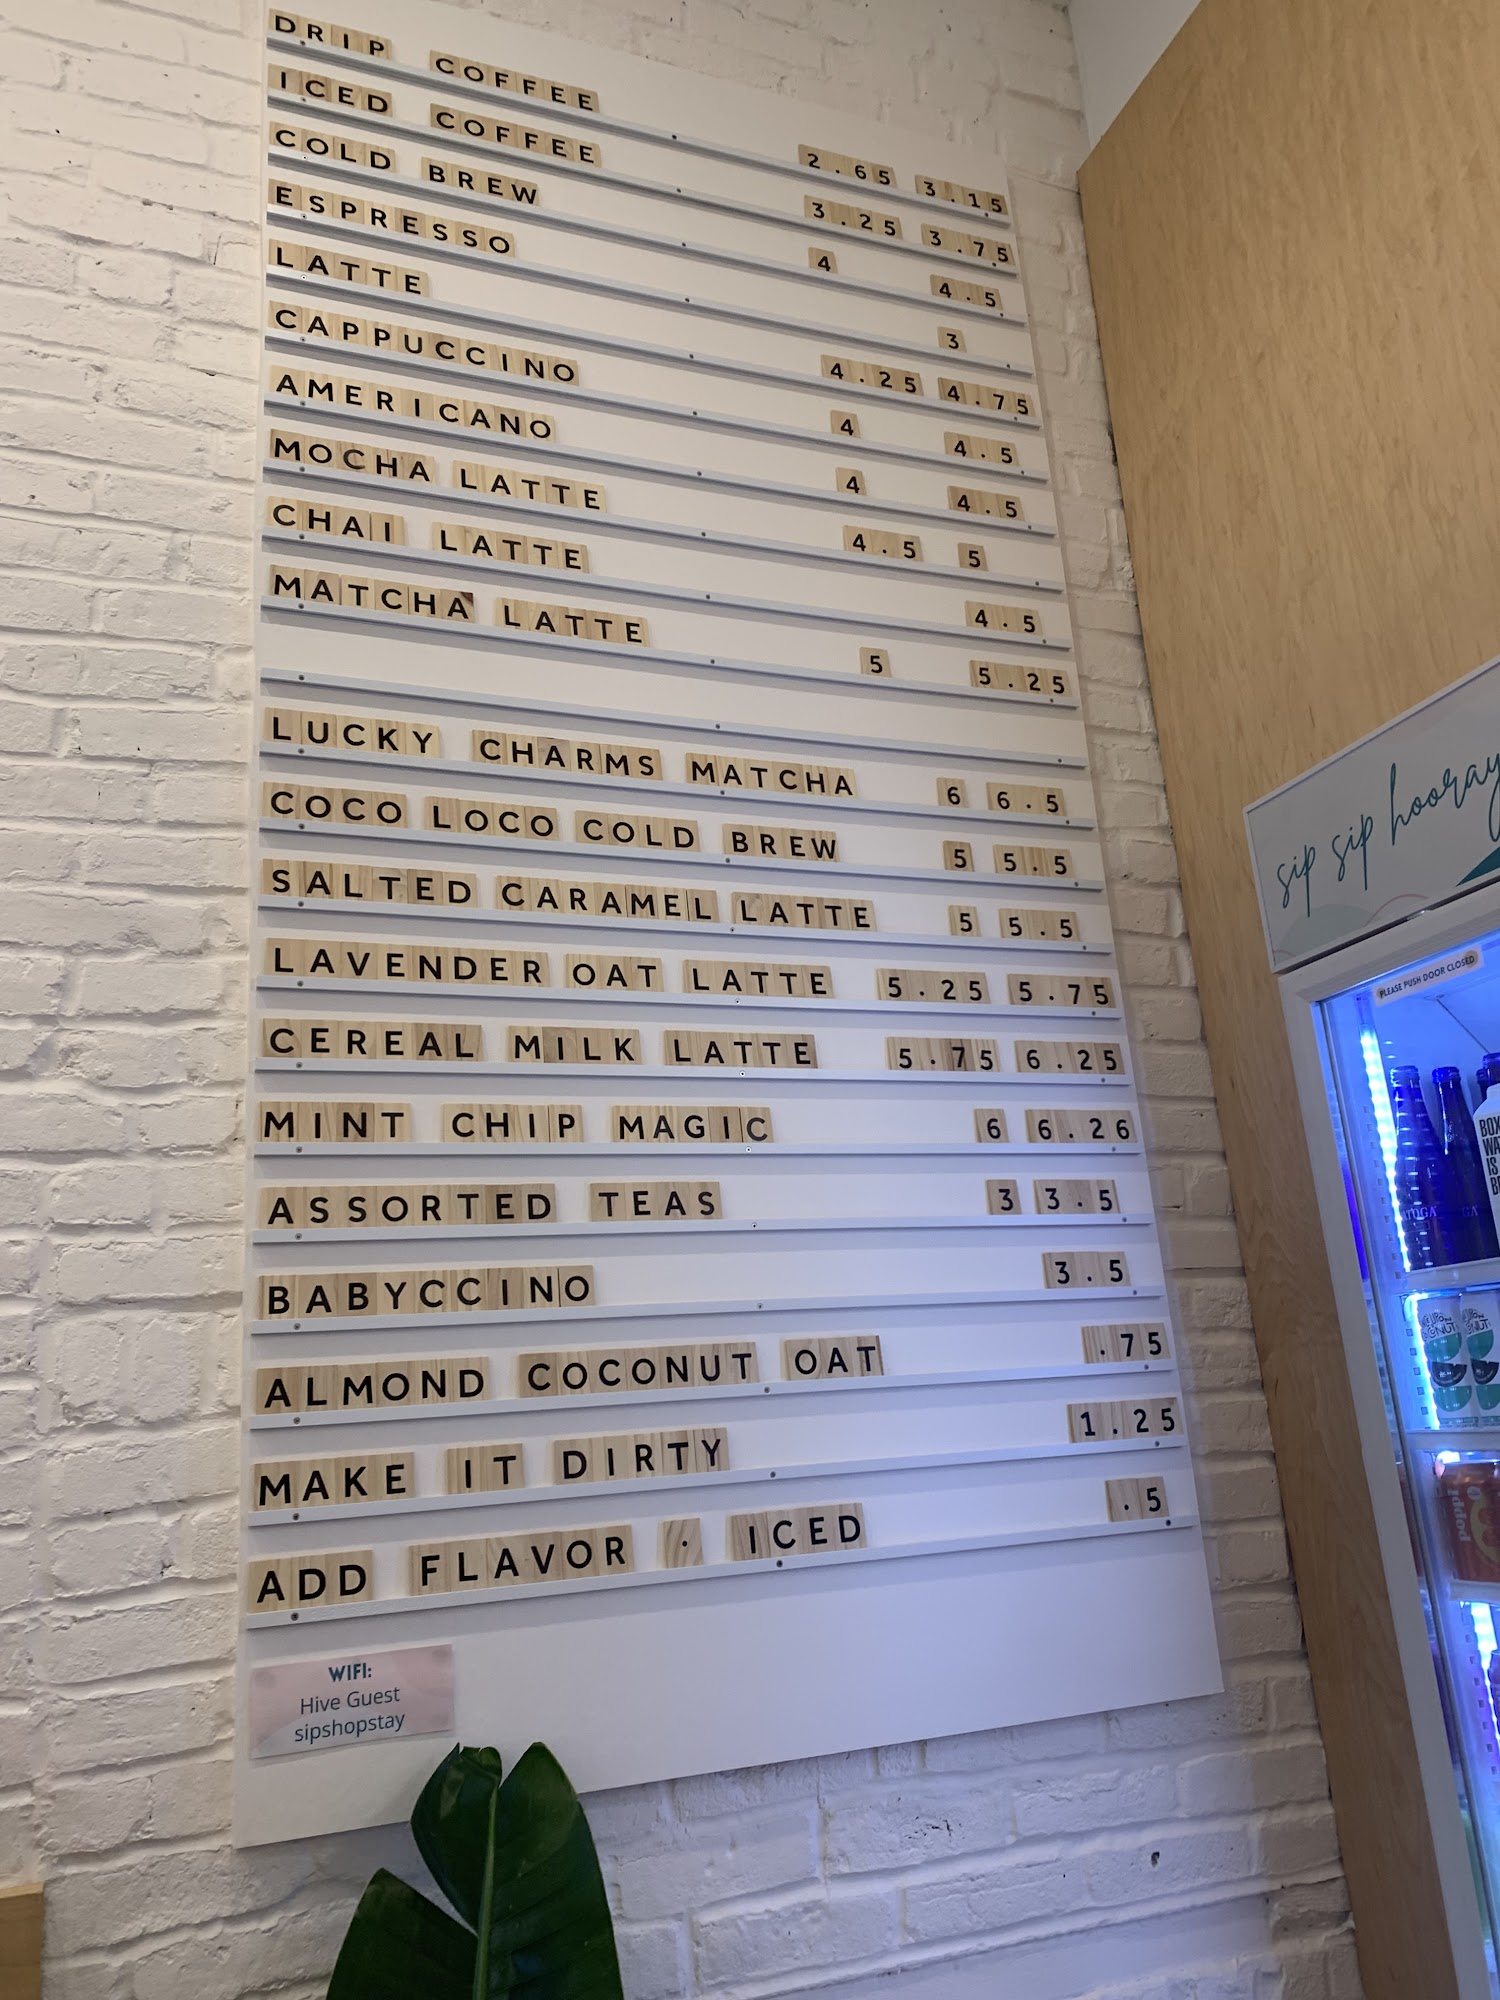 DRIP COFFEE 2.65 3.15
ICED COFFEE 3.25 3.75
COLD BREW 4 4.5
ESPRESSO 3
LATTE 4.25 4.75
CAPPUCCINO 4 4.5
AMERICANO 4 4.5
MOCHA LATTE 4.5 5
CHAI LATTE 4.5
MATCHA LATTE 5 5.25
LUCKY CHARMS MATCHA 6 6.5
COCO LOCO COLD BREW 5 5.5
SALTED CARAMEL LATTE 5 5.5
LAVENDER OAT LATTE 5.25 5.75
CEREAL MILK LATTE 5.75 6.25
MINT CHIP MAGIC 6 6.26
ASSORTED TEAS 3 3.5
BABYCCINO 3.5
ALMOND COCONUT OAT .75
MAKE IT DIRTY 1.25
ADD FLAVOR . ICED .5
WIFI:
Hive Guest
sipshopstay
sip sip hooray
PLEASE PUSH DOOR CLOSED
poppi